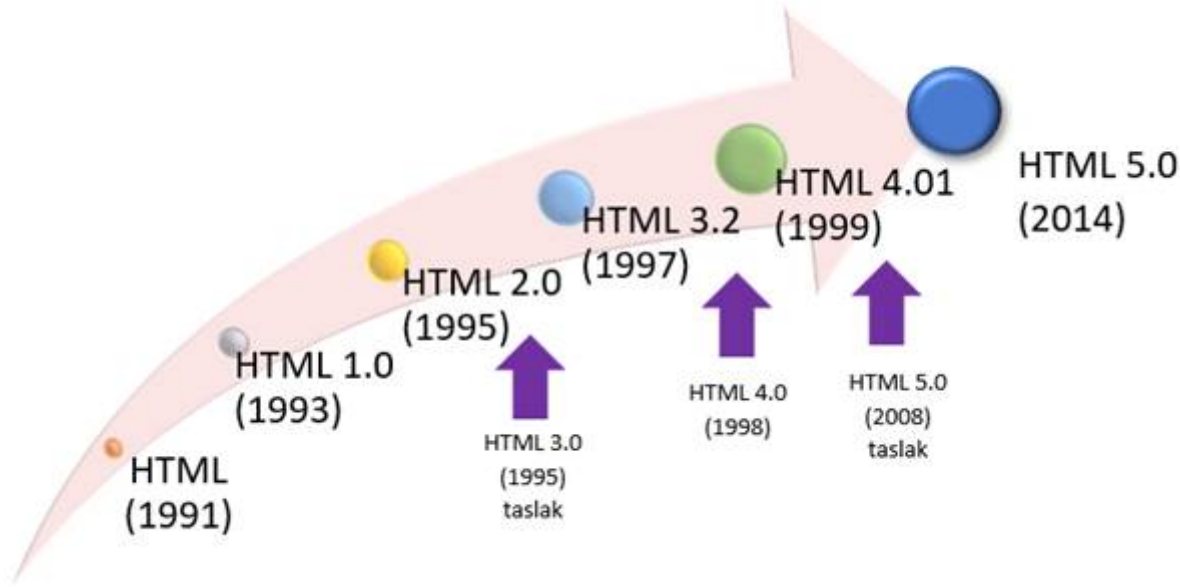 HTML
(1991)
HTML 1.0
(1993)
HTML 2.0
(1995)
HTML 3.0
(1995)
taslak
HTML 3.2
(1997)
HTML 4.0
(1998)
HTML 4.01
(1999)
HTML 5.0
(2008)
taslak
HTML 5.0
(2014)